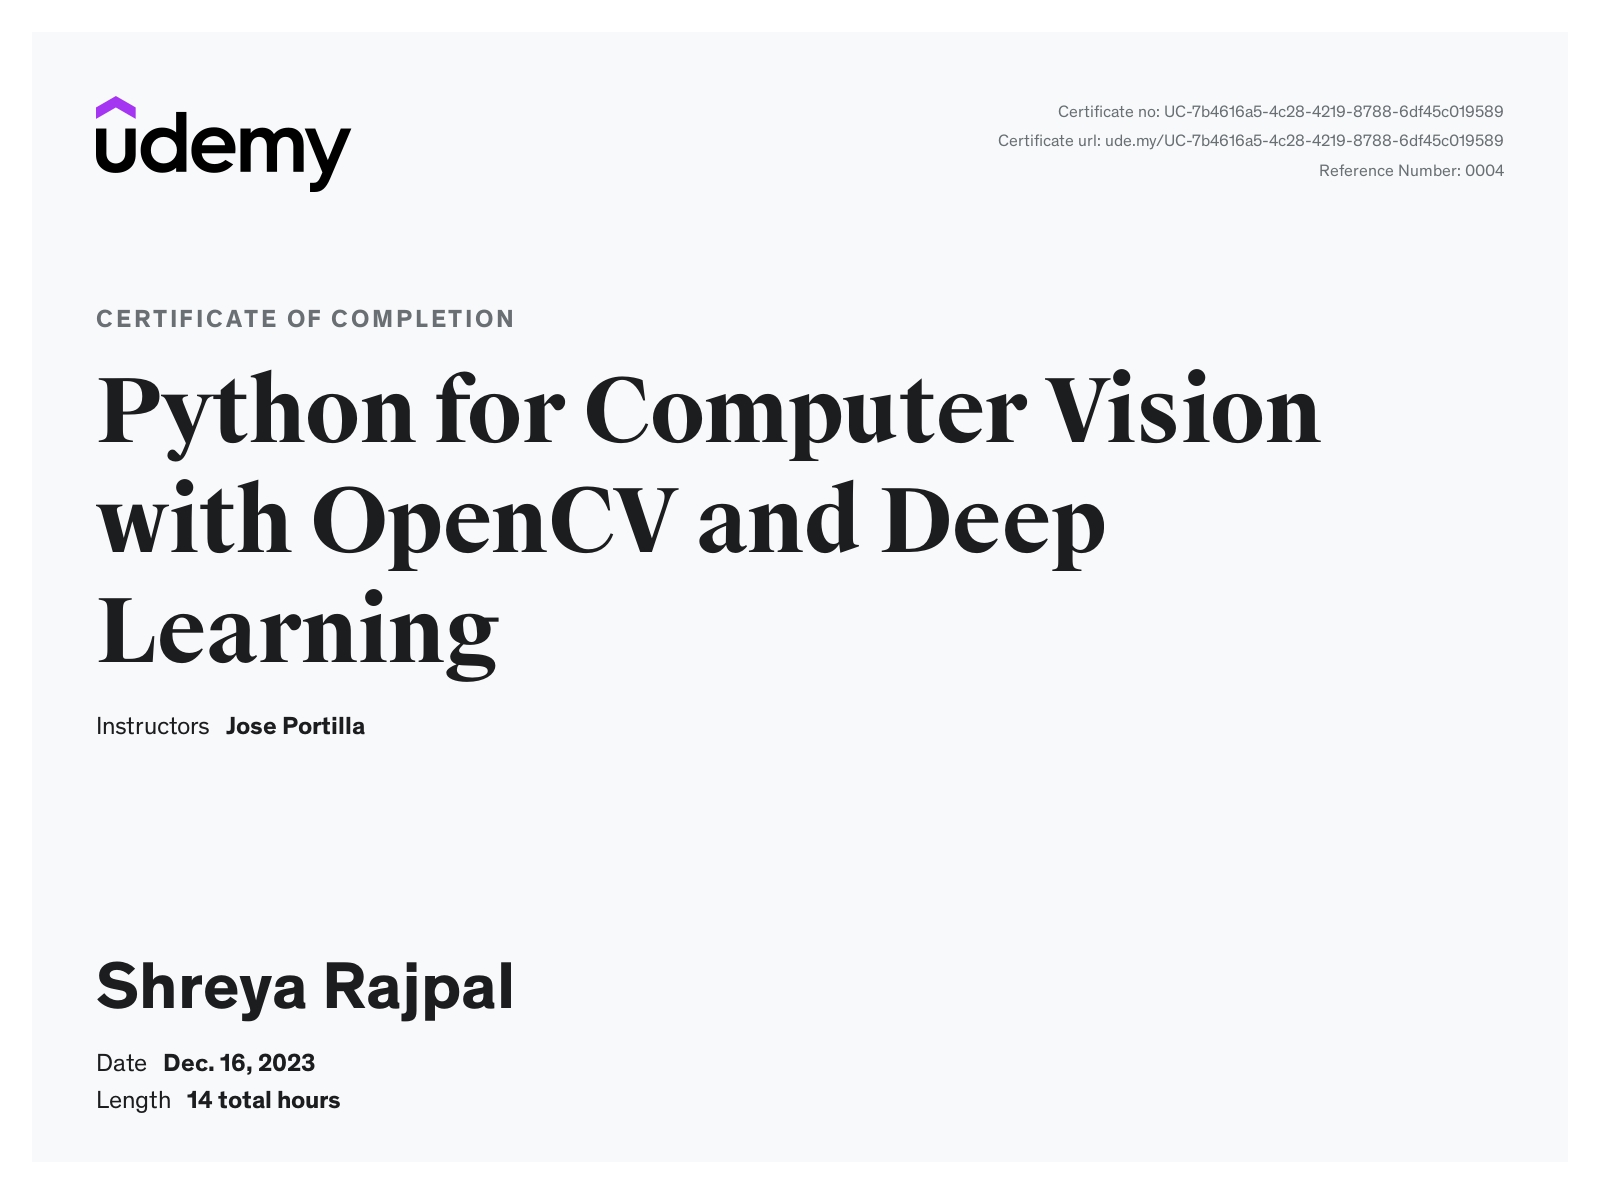 udemy
Certificate no: UC-7b4616a5-4c28-4219-8788-6df45c019589
Certificate url: ude.my/UC-7b4616a5-4c28-4219-8788-6df45c019589
Reference Number: 0004
CERTIFICATE OF COMPLETION
Python for Computer Vision
with OpenCV and Deep
Learning
Instructors Jose Portilla
Shreya Rajpal
Date Dec. 16, 2023
Length 14 total hours